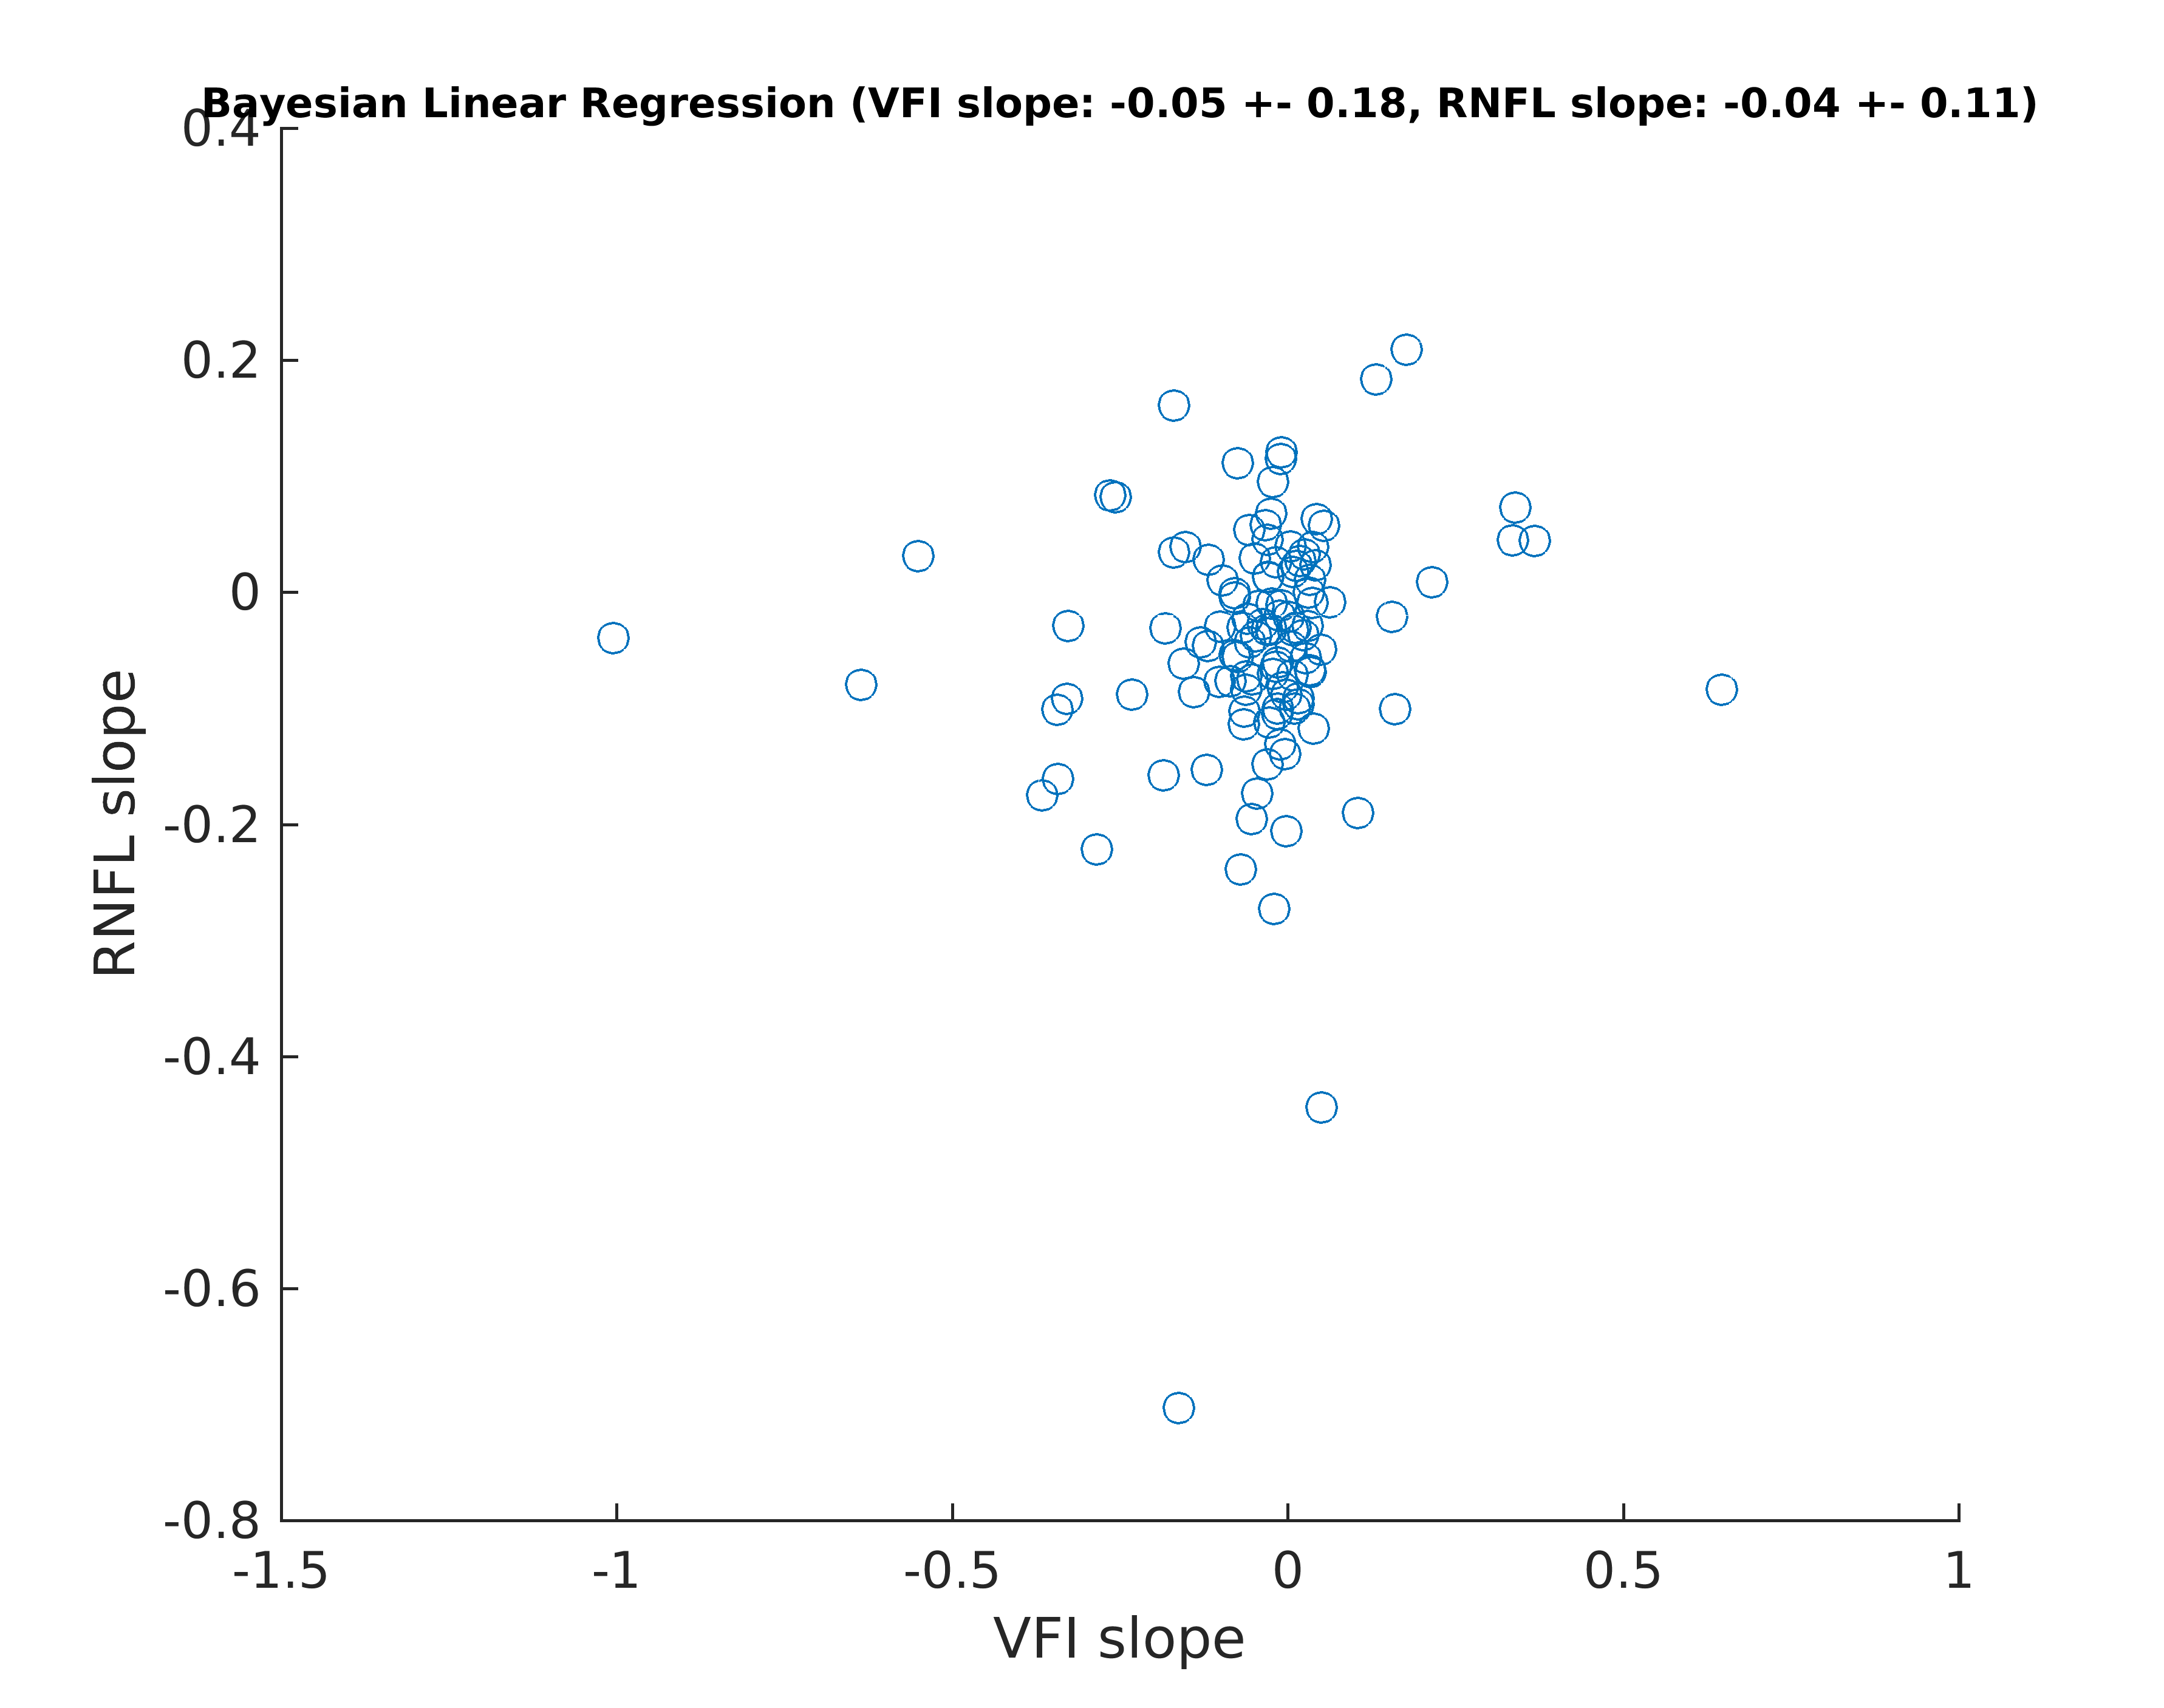 Bayesian Linear Regression (VFI slope: -0.05 +- 0.18, RNFL slope: -0.04 +- 0.11)
0.4
0.2
0
-0.2
-0.4
-0.6
-0.8
RNFL slope
-1.5 -1 -0.5 0 0.5 1
VFI slope